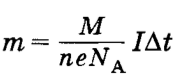 m = \frac{M}{neN_A} I\Delta t